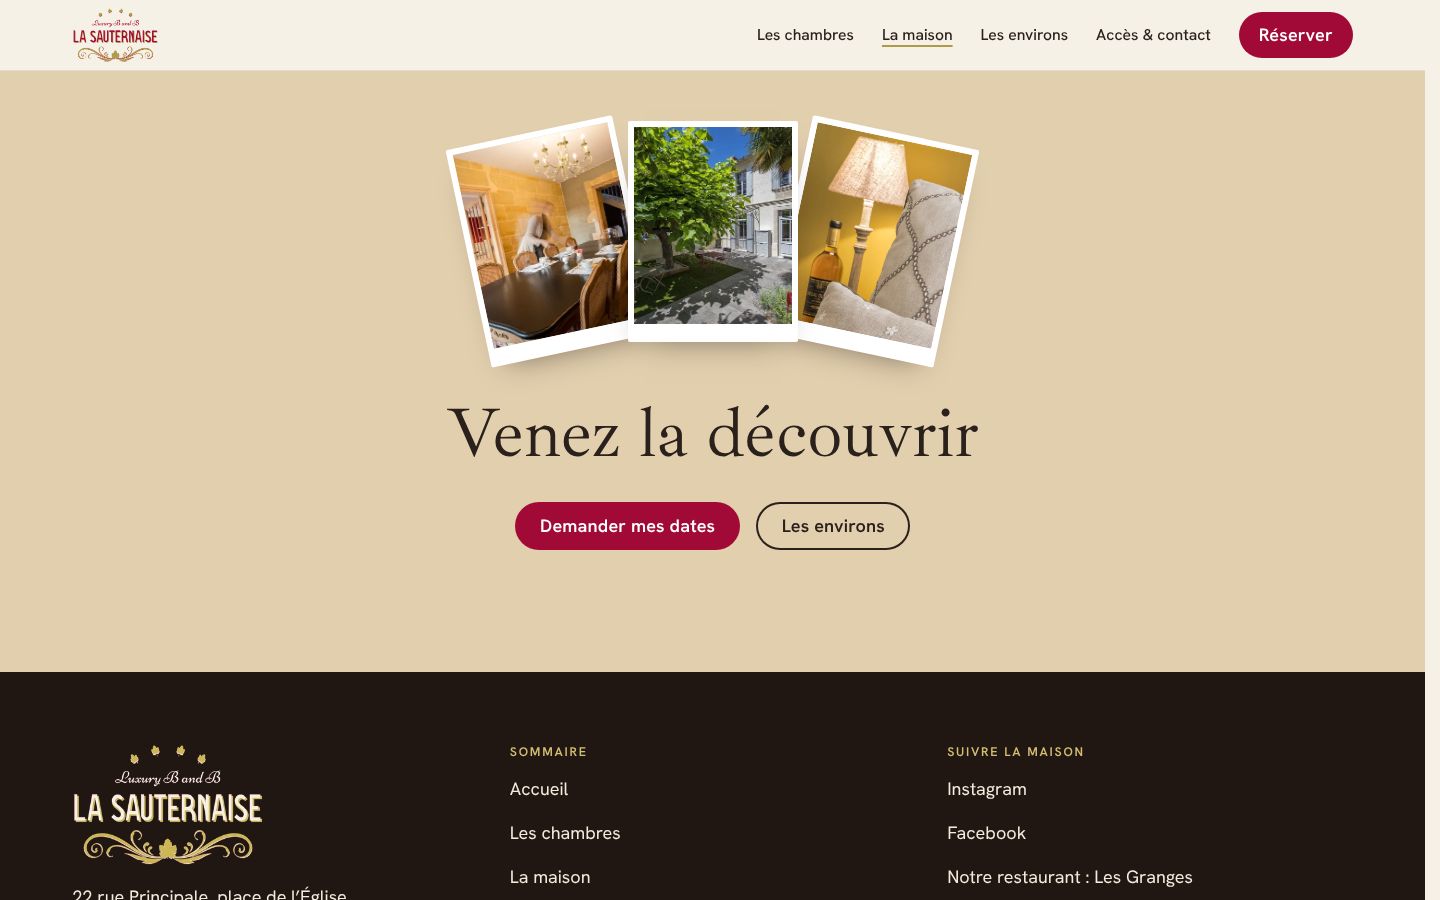 Luxury B and B
LA SAUTERNAISE
Les chambres
La maison
Les environs
Accès & contact
Réserver
Venez la découvrir
Demander mes dates
Les environs
Luxury B and B
LA SAUTERNAISE
22 rue Principale, place de l’Église
SOMMAIRE
Accueil
Les chambres
La maison
SUIVRE LA MAISON
Instagram
Facebook
Notre restaurant : Les Granges